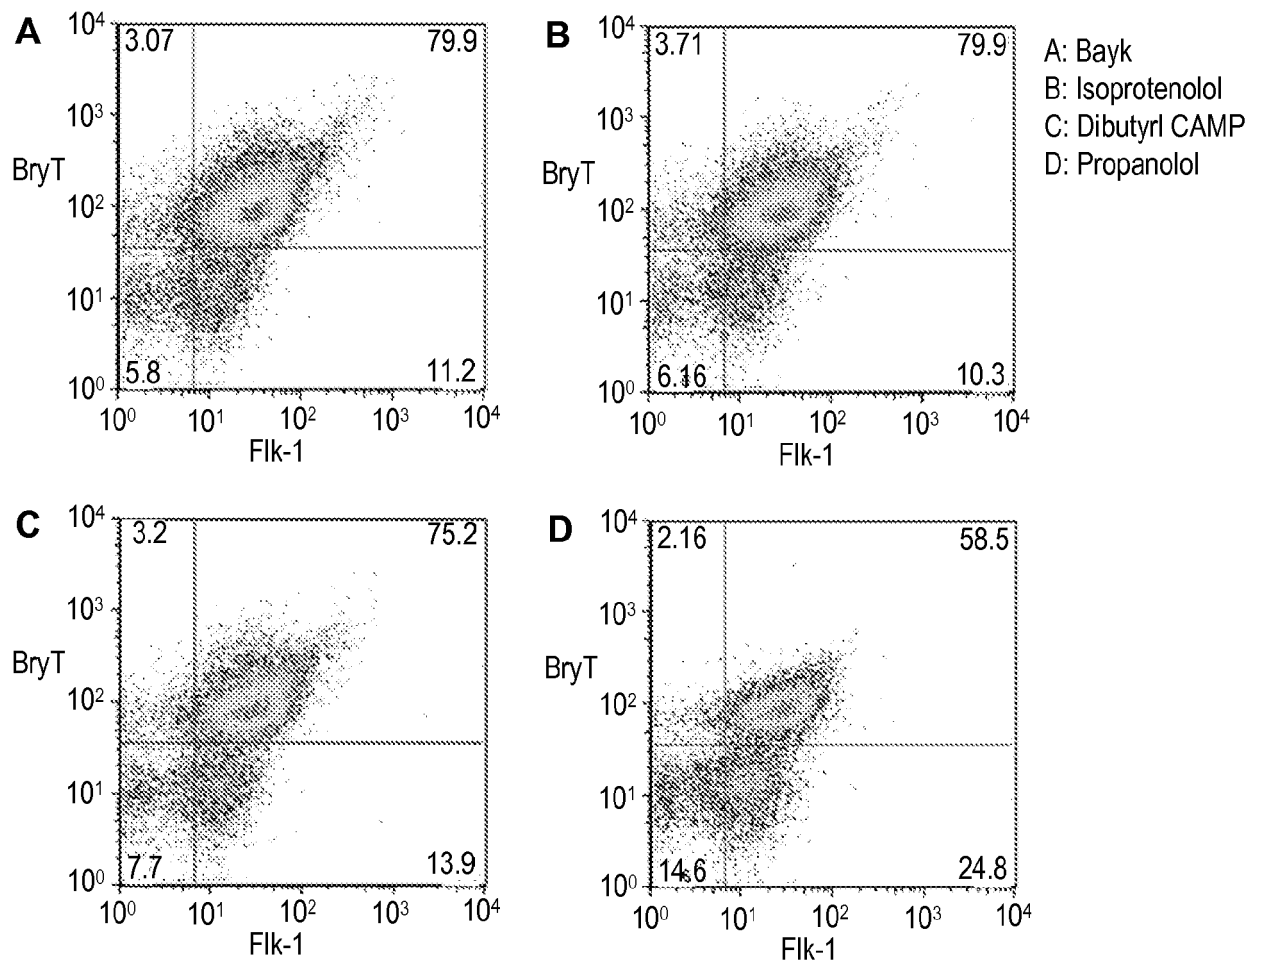 A
10⁴
3.07
79.9
10³
BryT
10²
10¹
5.8
11.2
10⁰
10⁰ 10¹ 10² 10³ 10⁴
Flk-1
B
10⁴
3.71
79.9
10³
BryT
10²
10¹
6.16
10.3
10⁰
10⁰ 10¹ 10² 10³ 10⁴
Flk-1
A: Bayk
B: Isoprotenolol
C: Dibutyrl CAMP
D: Propanolol
C
10⁴
3.2
75.2
10³
BryT
10²
10¹
7.7
13.9
10⁰
10⁰ 10¹ 10² 10³ 10⁴
Flk-1
D
10⁴
2.16
58.5
10³
BryT
10²
10¹
14.6
24.8
10⁰
10⁰ 10¹ 10² 10³ 10⁴
Flk-1